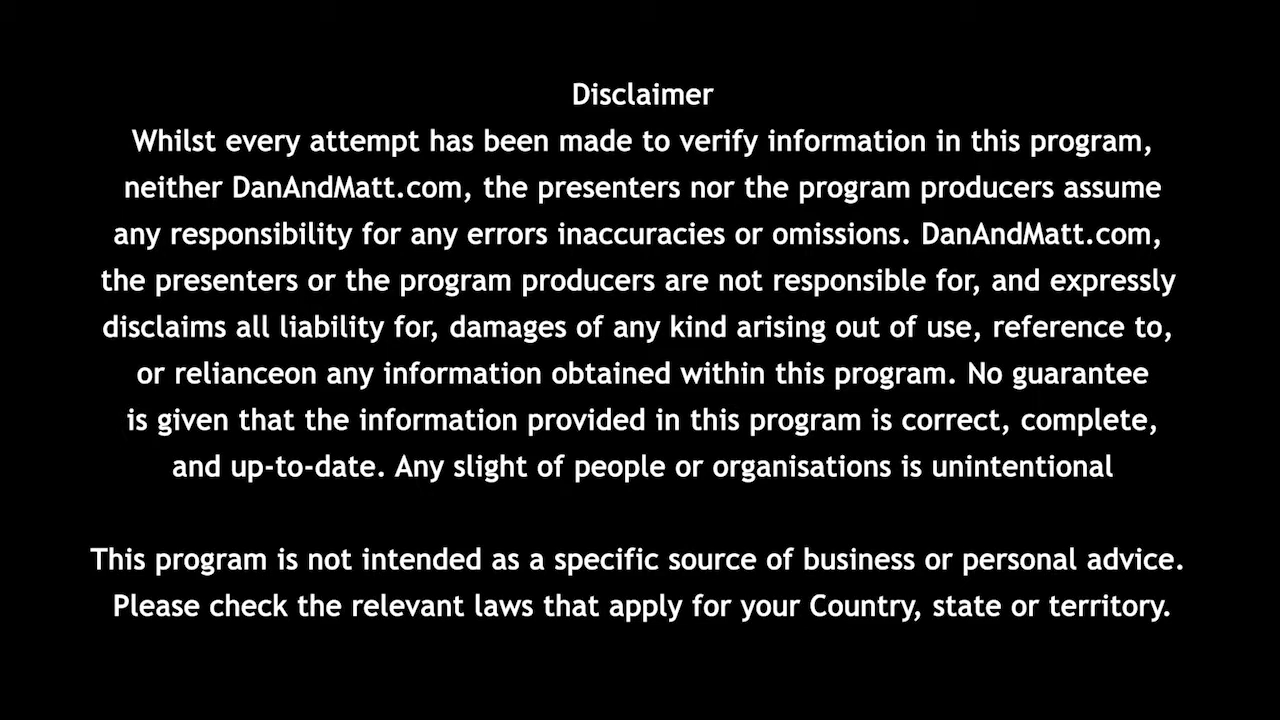 Disclaimer
Whilst every attempt has been made to verify information in this program,
neither DanAndMatt.com, the presenters nor the program producers assume
any responsibility for any errors inaccuracies or omissions. DanAndMatt.com,
the presenters or the program producers are not responsible for, and expressly
disclaims all liability for, damages of any kind arising out of use, reference to,
or relianceon any information obtained within this program. No guarantee
is given that the information provided in this program is correct, complete,
and up-to-date. Any slight of people or organisations is unintentional
This program is not intended as a specific source of business or personal advice.
Please check the relevant laws that apply for your Country, state or territory.